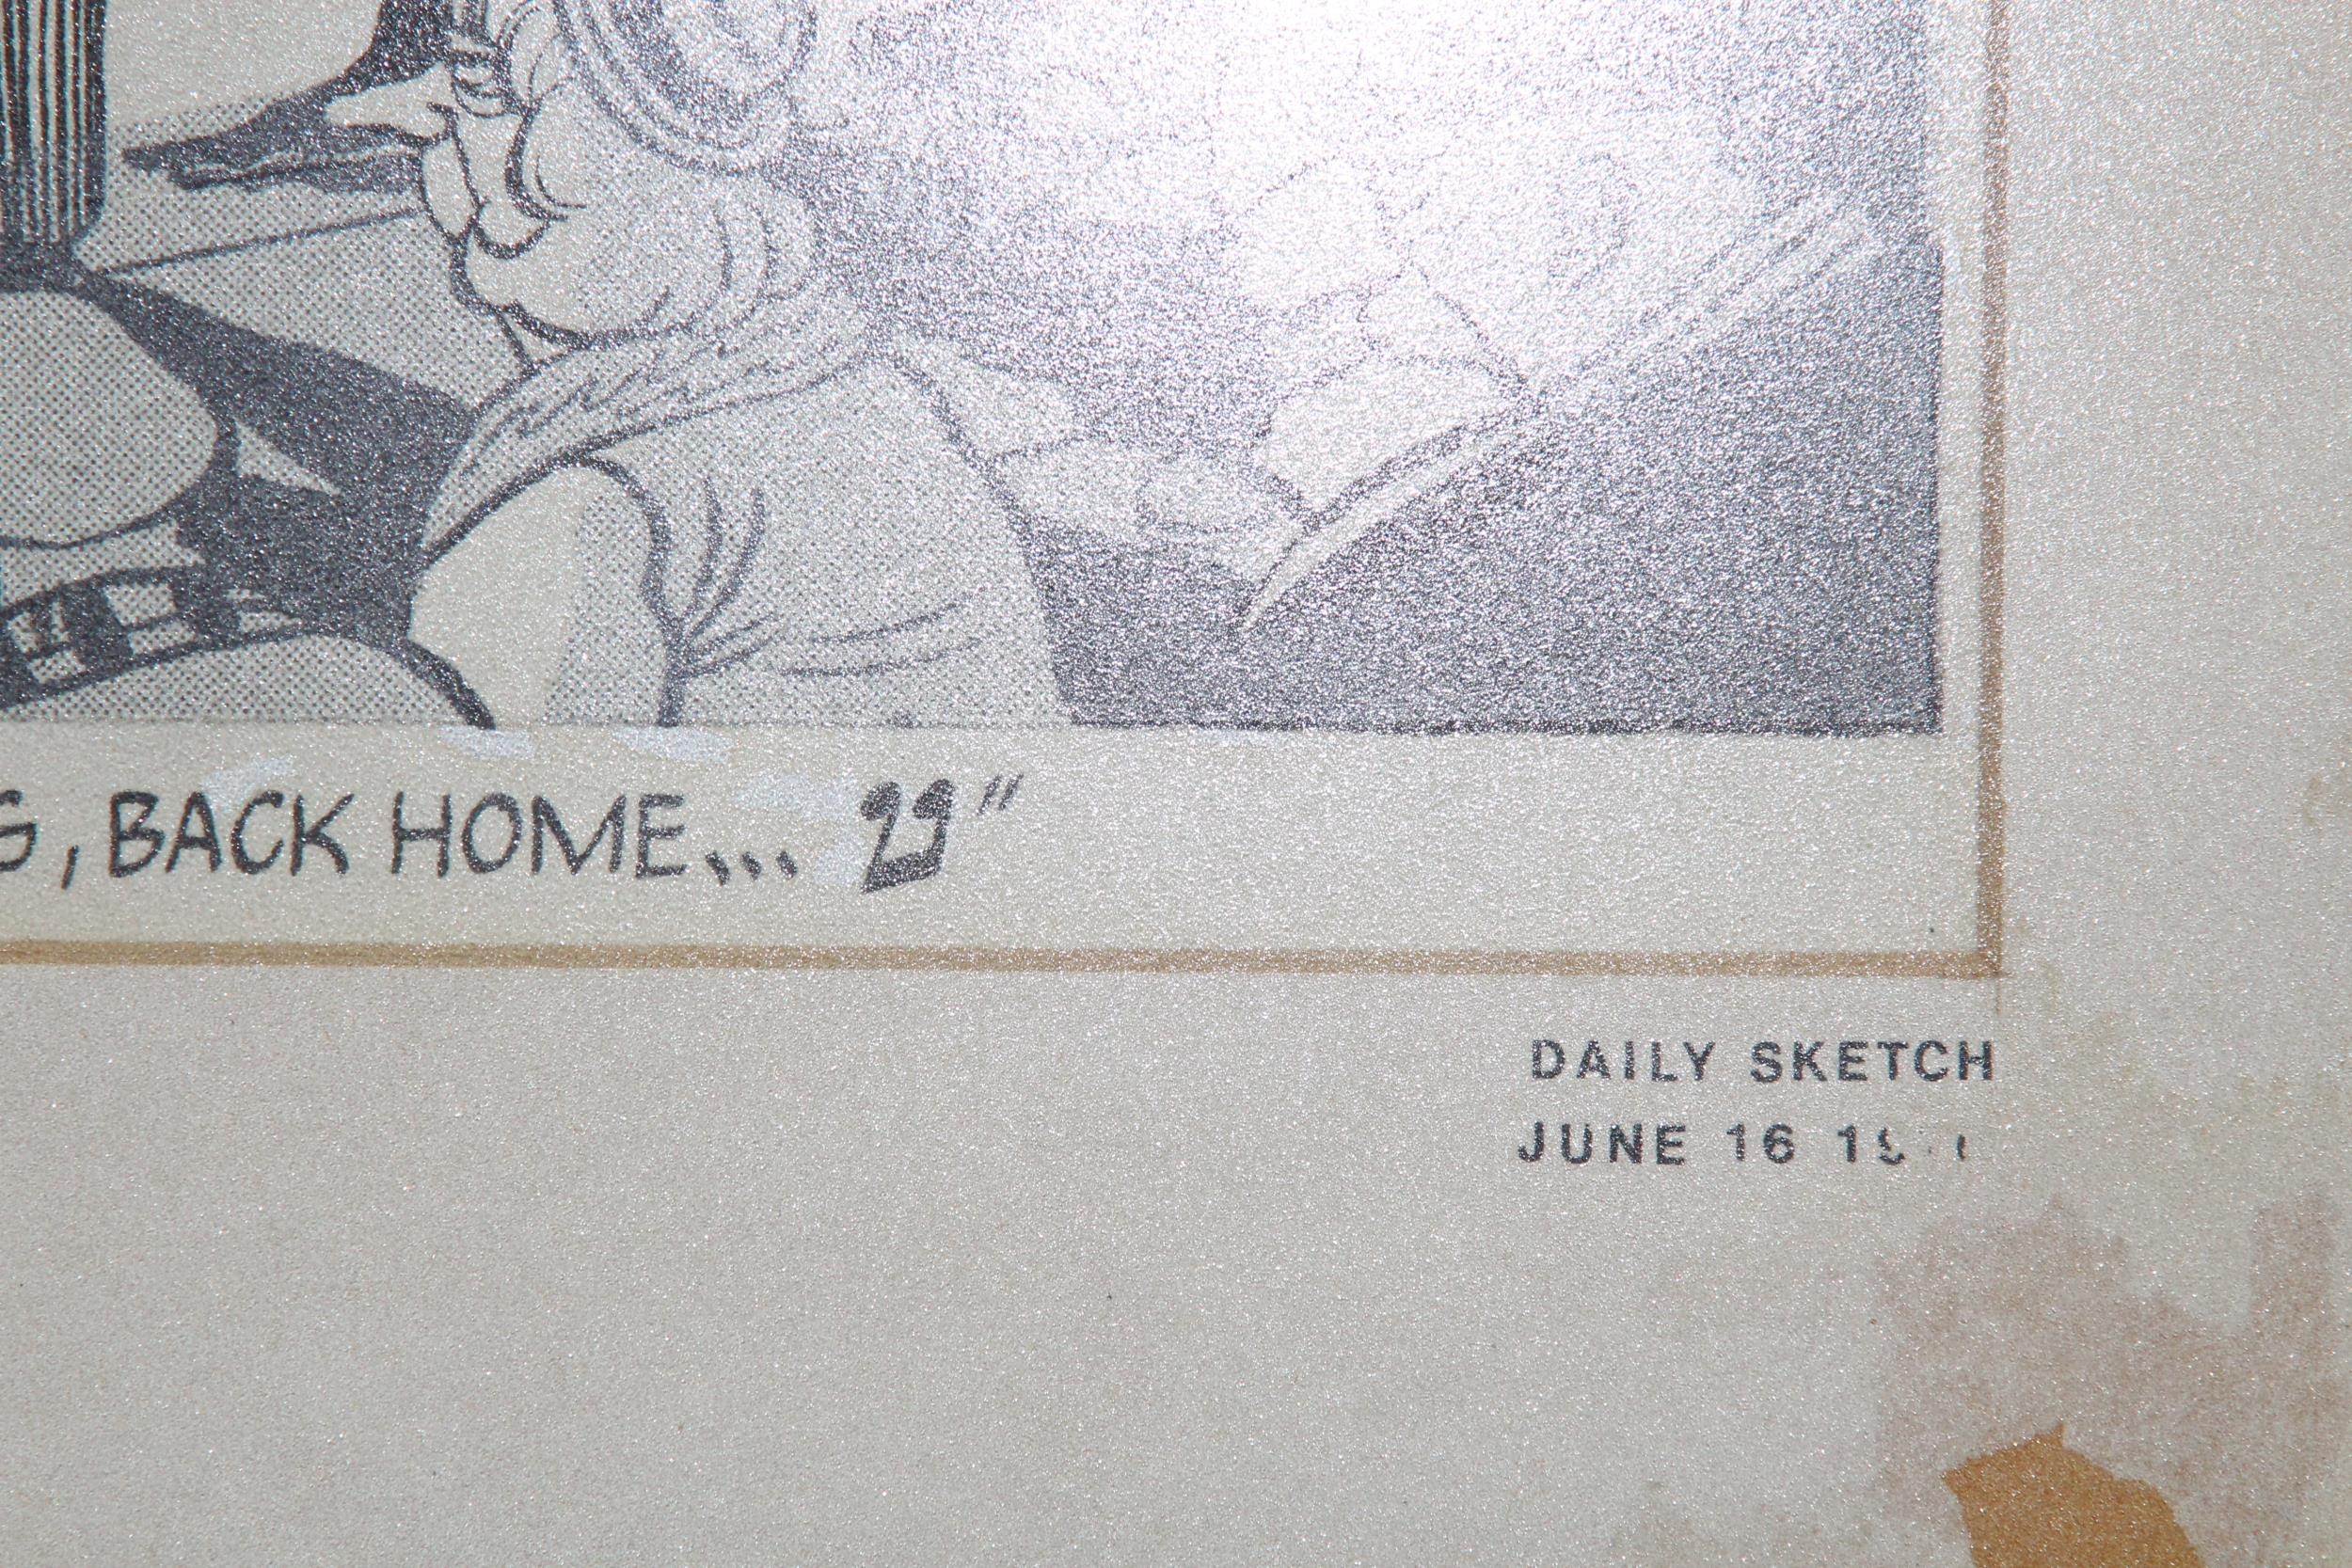 , BACK HOME... !!"
DAILY SKETCH
JUNE 16